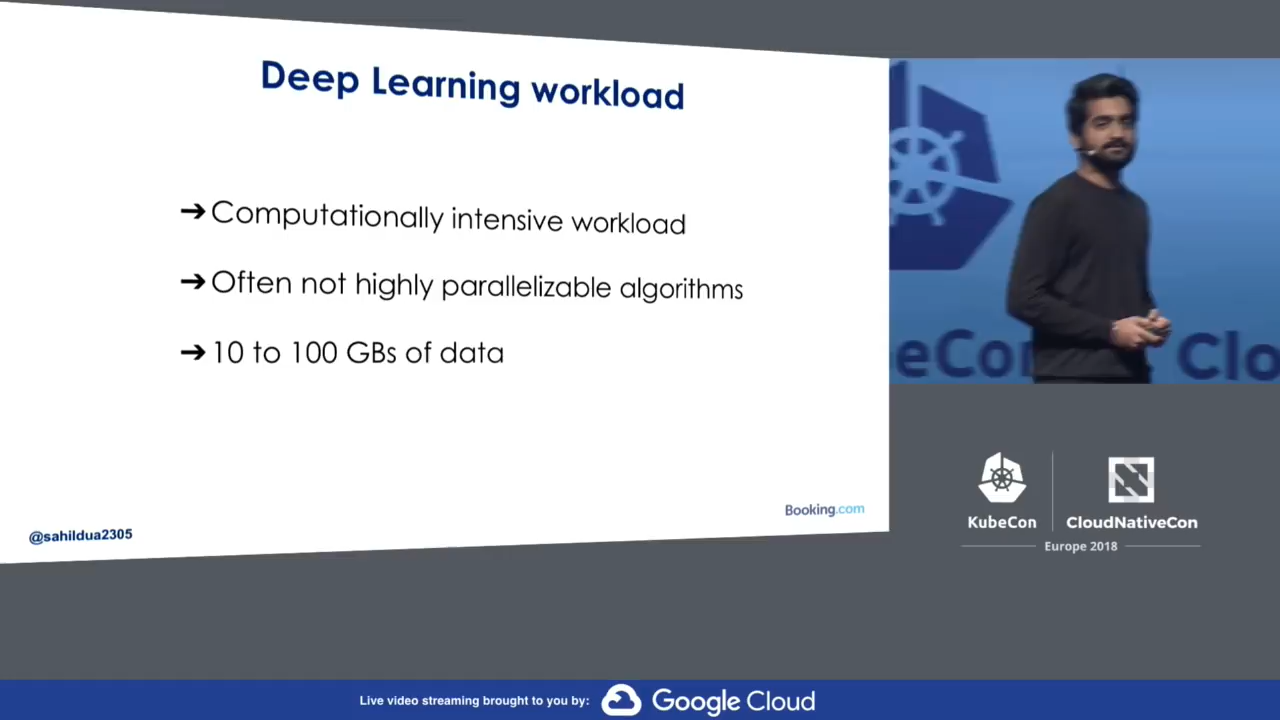 Deep Learning workload
➔Computationally intensive workload
➔Often not highly parallelizable algorithms
➔10 to 100 GBs of data
@sahildua2305
Booking.com
KubeCon
CloudNativeCon
Europe 2018
Live video streaming brought to you by:
Google Cloud